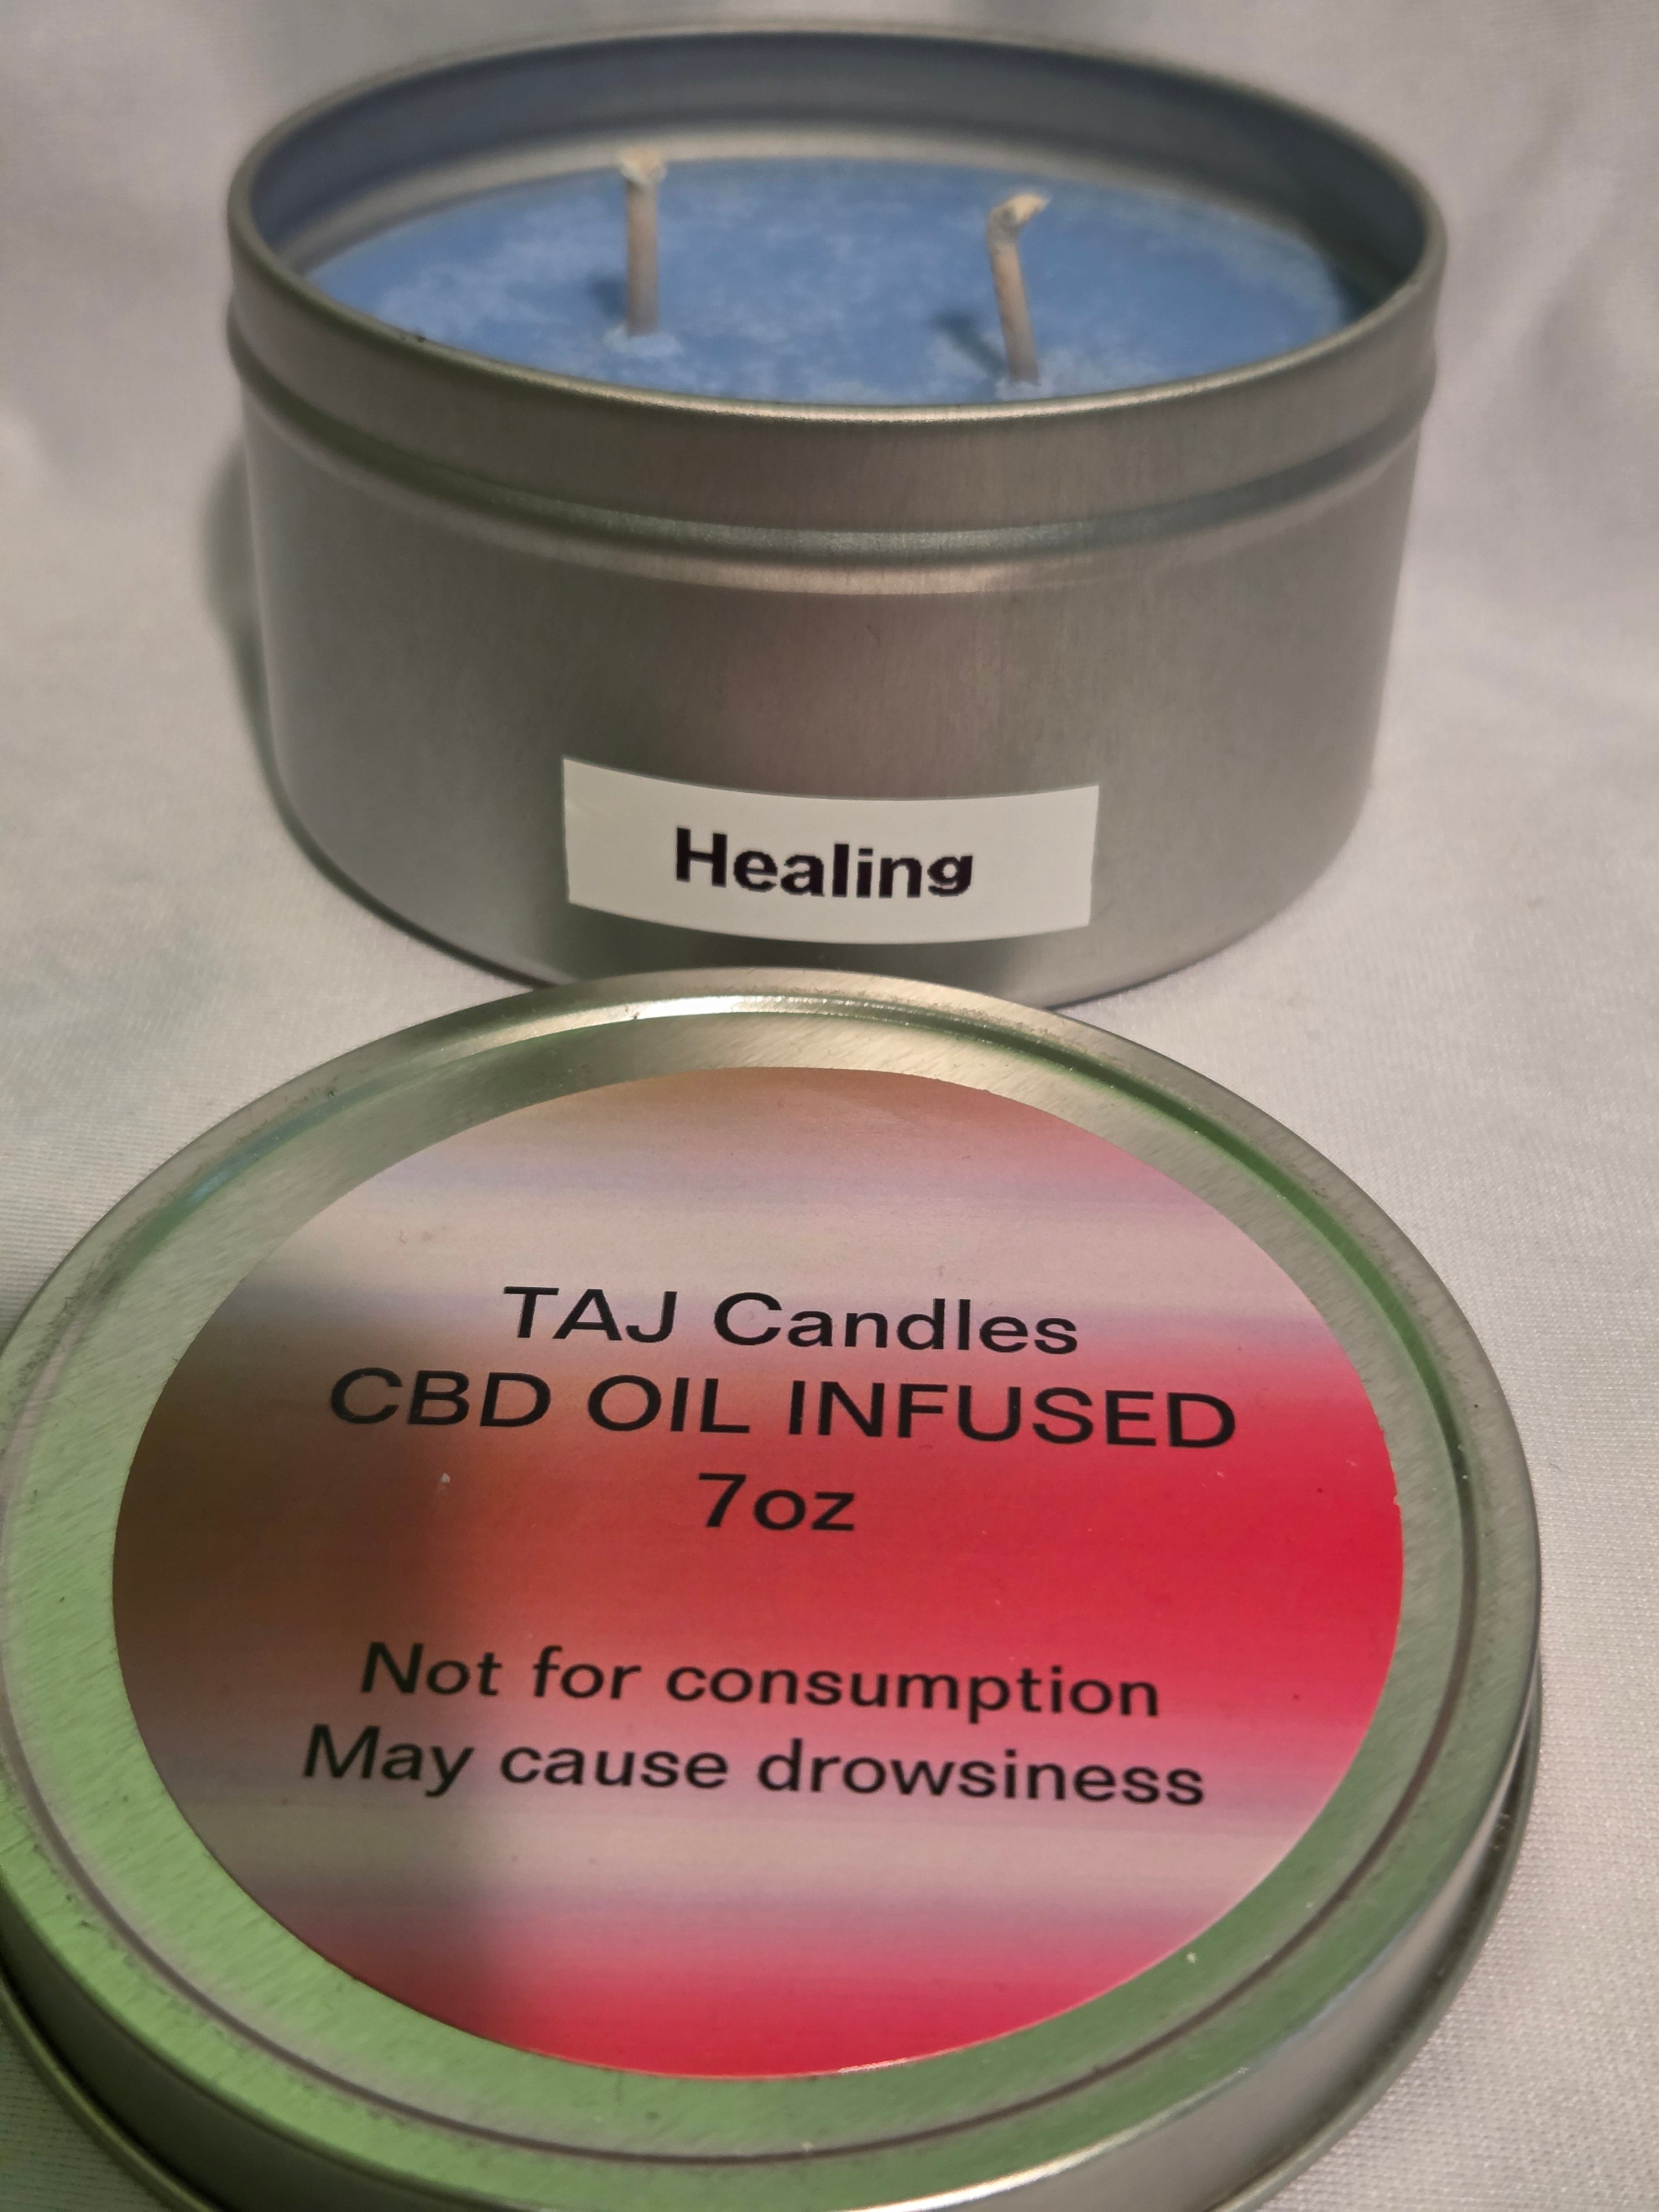 Healing
TAJ Candles
CBD OIL INFUSED
7oz
Not for consumption
May cause drowsiness